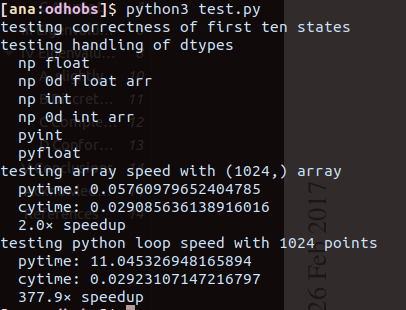 [ana:dhobs]$ python3 test.py
testing correctness of first ten states
testing handling of dtypes
np float
np 0d float arr
np int
np 0d int arr
pyint
pyfloat
testing array speed with (1024,) array
pytime: 0.05760979652404785
cytime: 0.029085636138916016
2.0× speedup
testing python loop speed with 1024 points
pytime: 11.045326948165894
cytime: 0.02923107147216797
377.9× speedup
26 Feb 2017